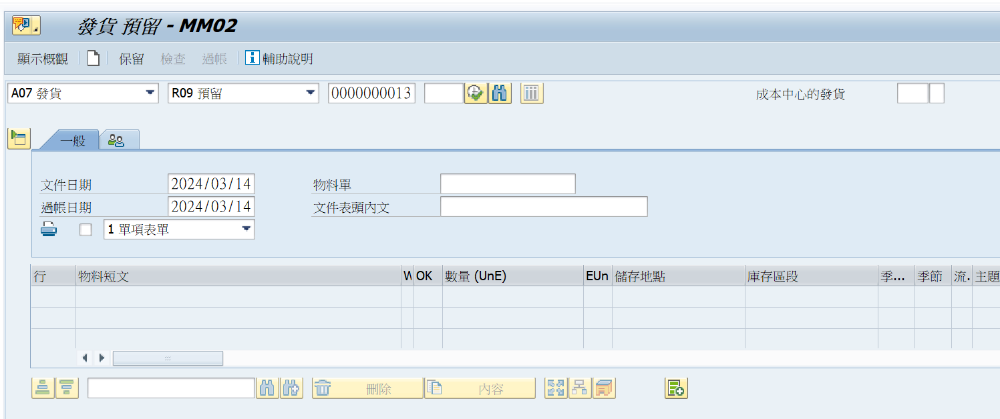 發貨 預留 - MM02
顯示概觀 保留 檢查 過帳 輔助說明
A07 發貨 R09 預留 0000000013 成本中心的發貨
一般
文件日期 2024/03/14 物料單
過帳日期 2024/03/14 文件表頭內文
1 單項表單
行 物料短文 W OK 數量 (UnE) EUn 儲存地點 庫存區段 季... 季節 流. 主題
刪除 內容